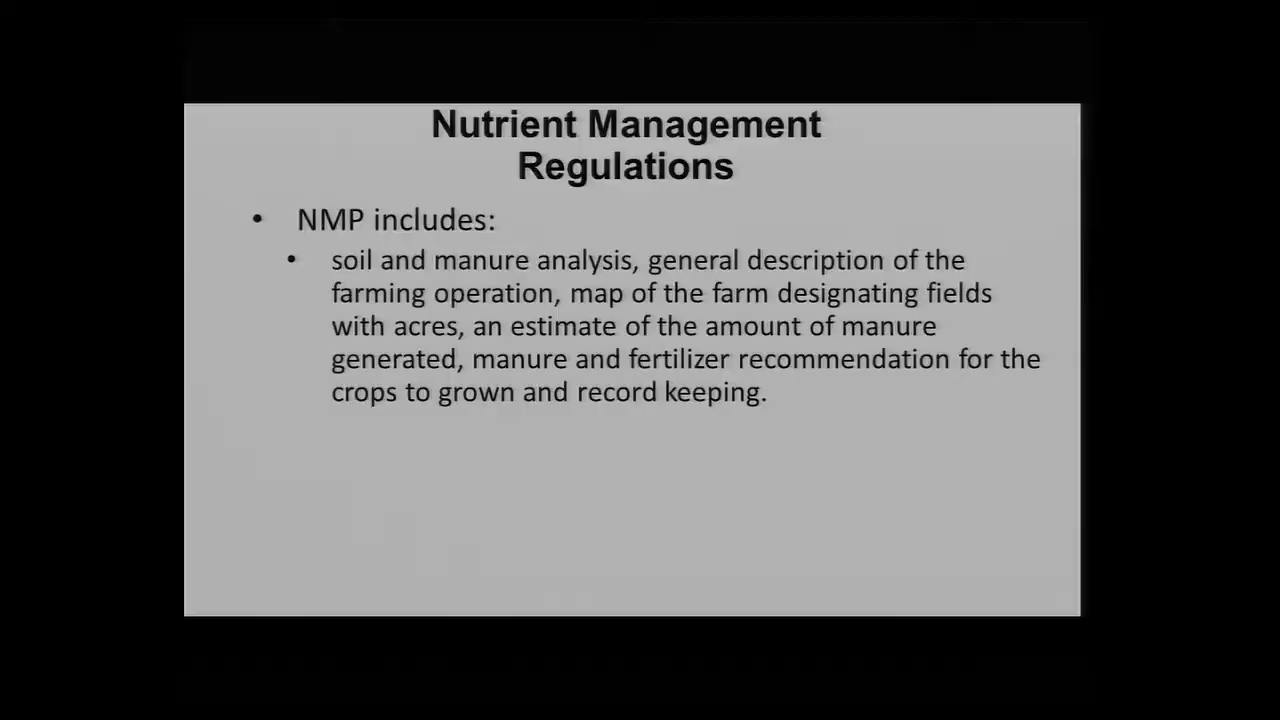 Nutrient Management
Regulations
• NMP includes:
• soil and manure analysis, general description of the
farming operation, map of the farm designating fields
with acres, an estimate of the amount of manure
generated, manure and fertilizer recommendation for the
crops to grown and record keeping.